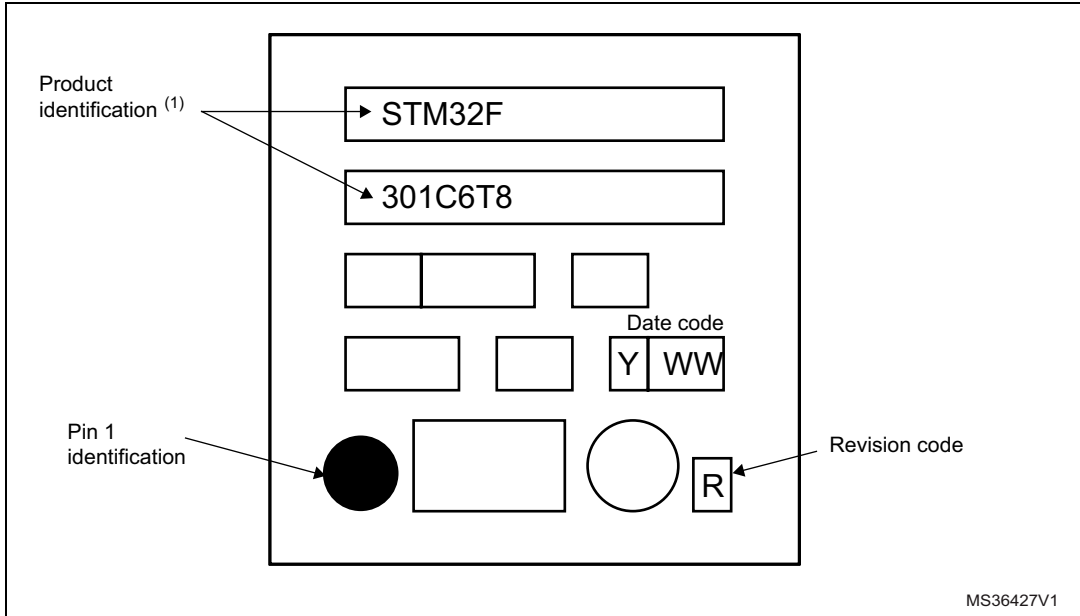 Product
identification (1)
STM32F
301C6T8
Date code
Y WW
Pin 1
identification
Revision code
R
MS36427V1